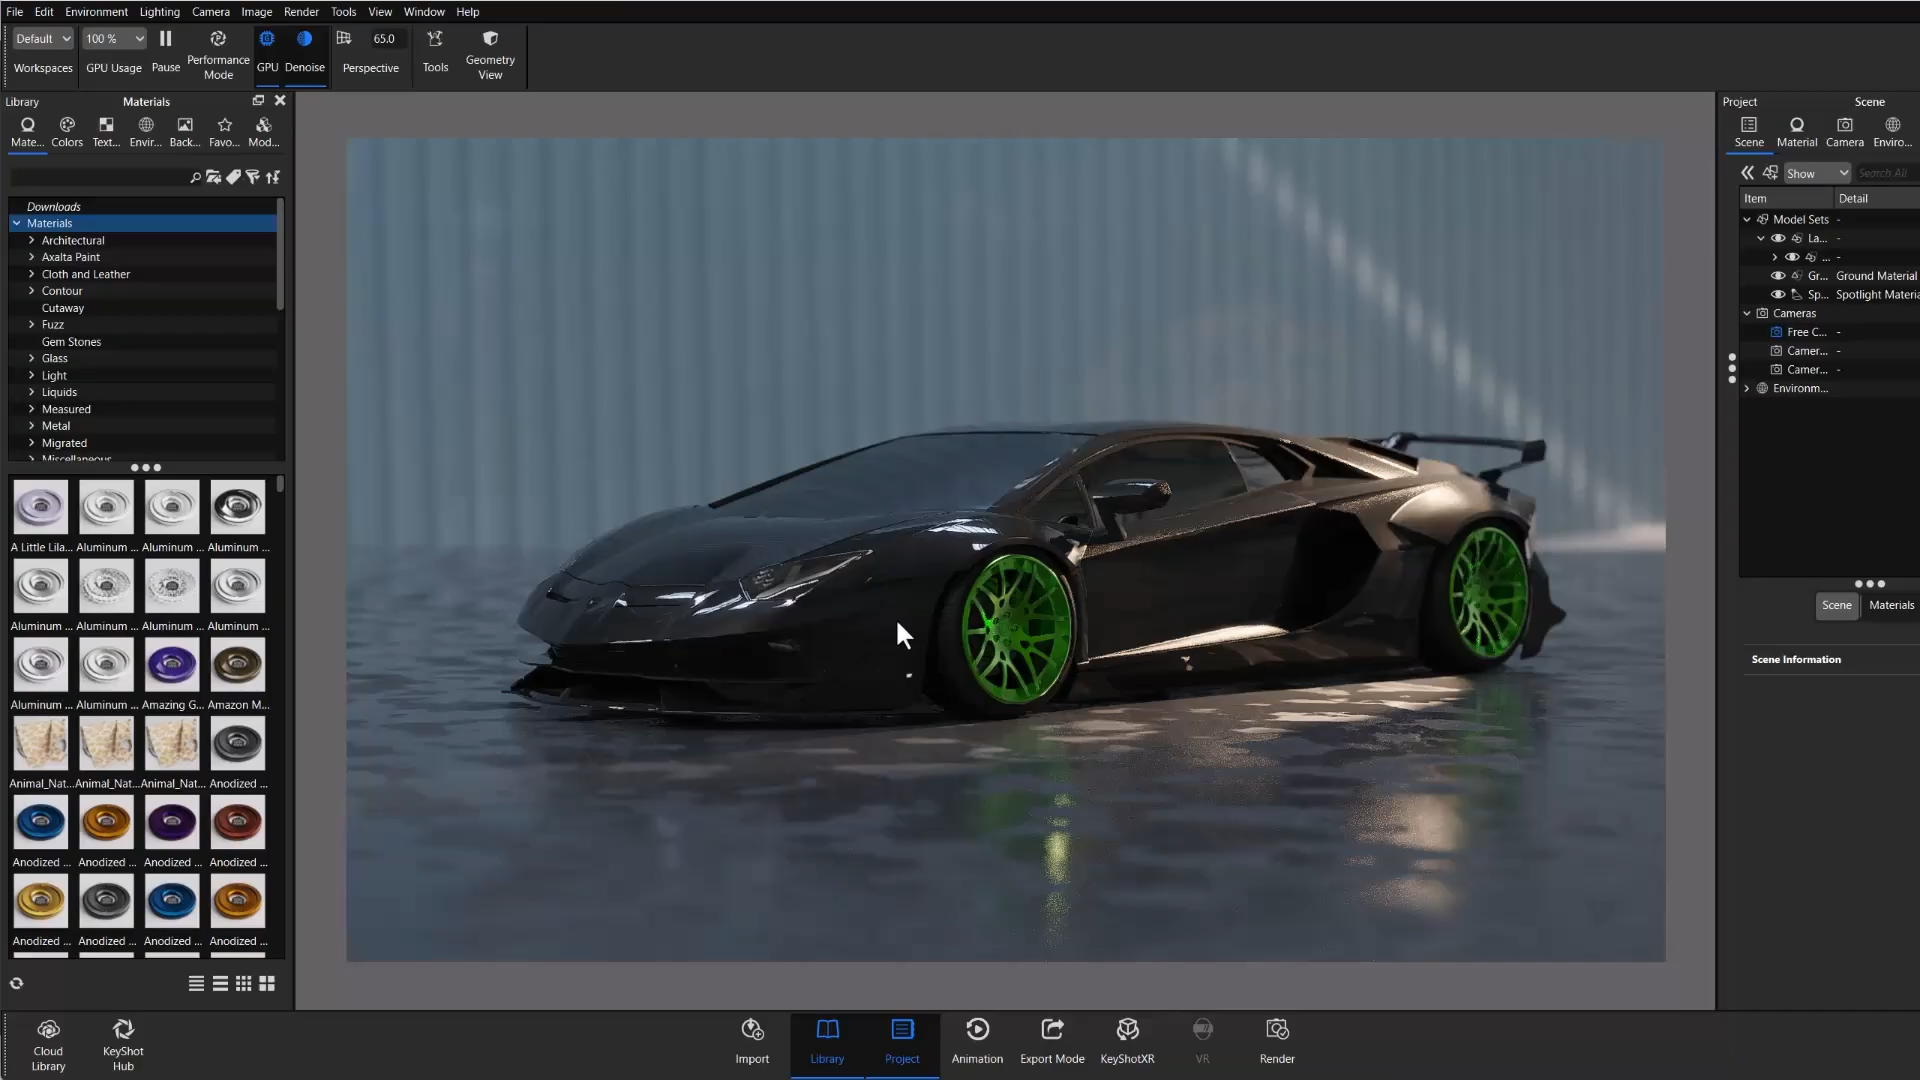 File Edit Environment Lighting Camera Image Render Tools View Window Help
Default 100 % 65.0
Workspaces GPU Usage Pause Performance Mode GPU Denoise Perspective Tools Geometry View
Library Materials
Mate... Colors Text... Envir... Back... Favo... Mod...
Downloads
Materials
Architectural
Axalta Paint
Cloth and Leather
Contour
Cutaway
Fuzz
Gem Stones
Glass
Light
Liquids
Measured
Metal
Migrated
Miscellaneous
A Little Lila... Aluminum ... Aluminum ... Aluminum ...
Aluminum ... Aluminum ... Aluminum ... Aluminum ...
Aluminum ... Aluminum ... Amazing G... Amazon M...
Animal_Nat... Animal_Nat... Animal_Nat... Anodized ...
Anodized ... Anodized ... Anodized ... Anodized ...
Anodized ... Anodized ... Anodized ... Anodized ...
Project Scene
Scene Material Camera Enviro...
Show Search All
Item Detail
Model Sets -
La... -
... -
Gr... Ground Material
Sp... Spotlight Materia
Cameras
Free C... -
Camer... -
Camer... -
Environm...
Scene Materials
Scene Information
Cloud Library KeyShot Hub Import Library Project Animation Export Mode KeyShotXR VR Render